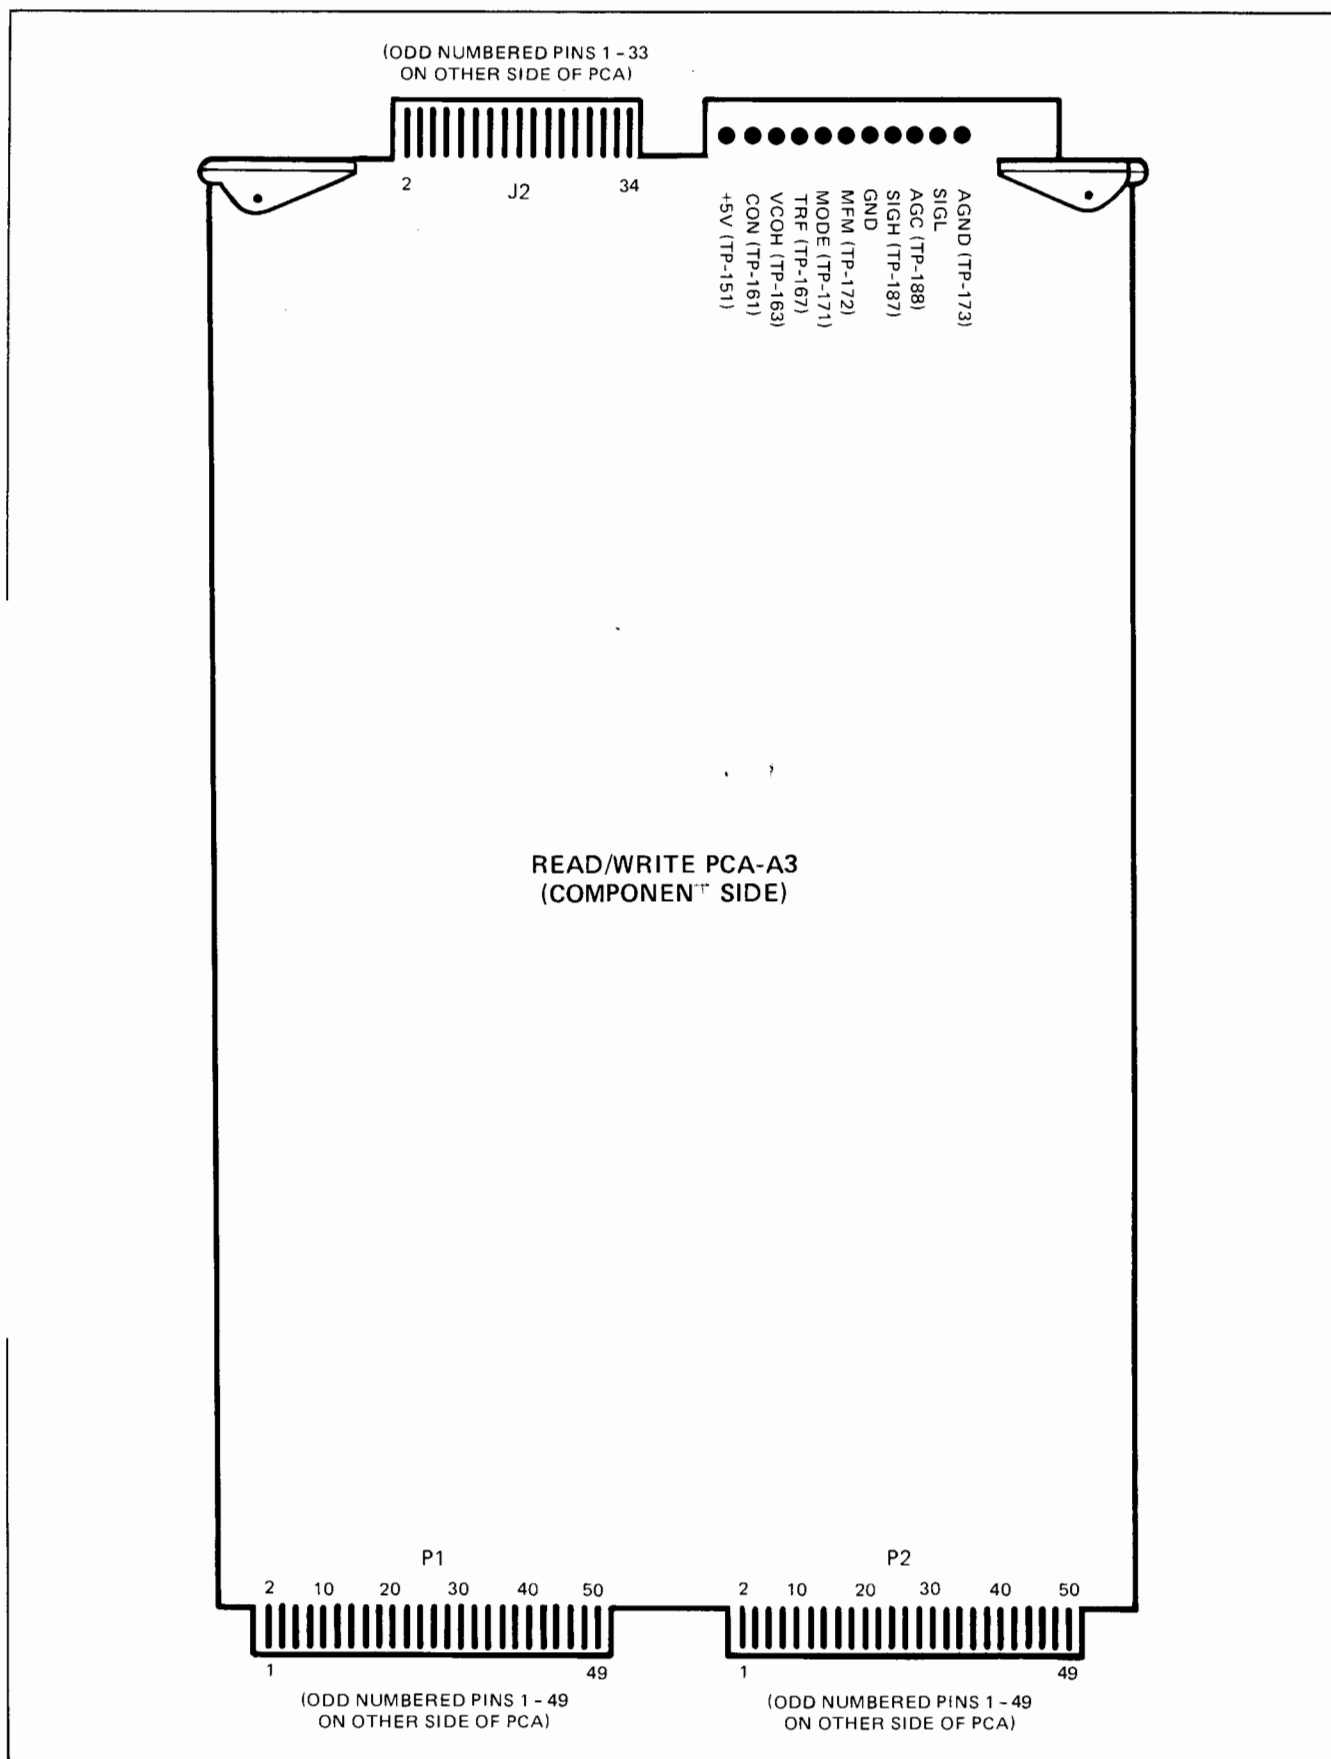 (ODD NUMBERED PINS 1-33
ON OTHER SIDE OF PCA)
2 J2 34
+5V (TP-151)
CON (TP-161)
VCOH (TP-163)
TRF (TP-167)
MODE (TP-171)
MFM (TP-172)
GND
SIGH (TP-187)
AGC (TP-188)
SIGL
AGND (TP-173)
READ/WRITE PCA-A3
(COMPONENT SIDE)
P1 P2
2 10 20 30 40 50 2 10 20 30 40 50
1 49 1 49
(ODD NUMBERED PINS 1-49
ON OTHER SIDE OF PCA)
(ODD NUMBERED PINS 1-49
ON OTHER SIDE OF PCA)